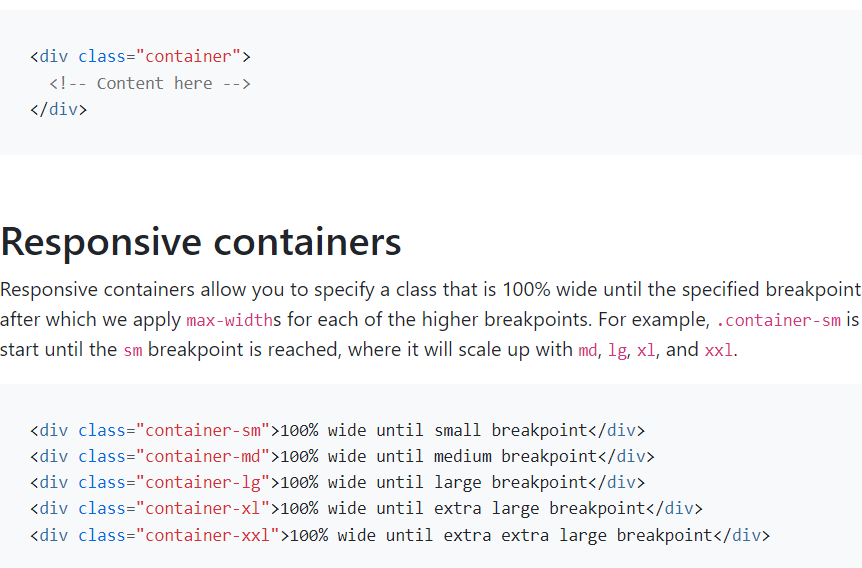 <div class="container">
  <!-- Content here -->
</div>
Responsive containers
Responsive containers allow you to specify a class that is 100% wide until the specified breakpoint
after which we apply max-widths for each of the higher breakpoints. For example, .container-sm is
start until the sm breakpoint is reached, where it will scale up with md, lg, xl, and xxl.
<div class="container-sm">100% wide until small breakpoint</div>
<div class="container-md">100% wide until medium breakpoint</div>
<div class="container-lg">100% wide until large breakpoint</div>
<div class="container-xl">100% wide until extra large breakpoint</div>
<div class="container-xxl">100% wide until extra extra large breakpoint</div>